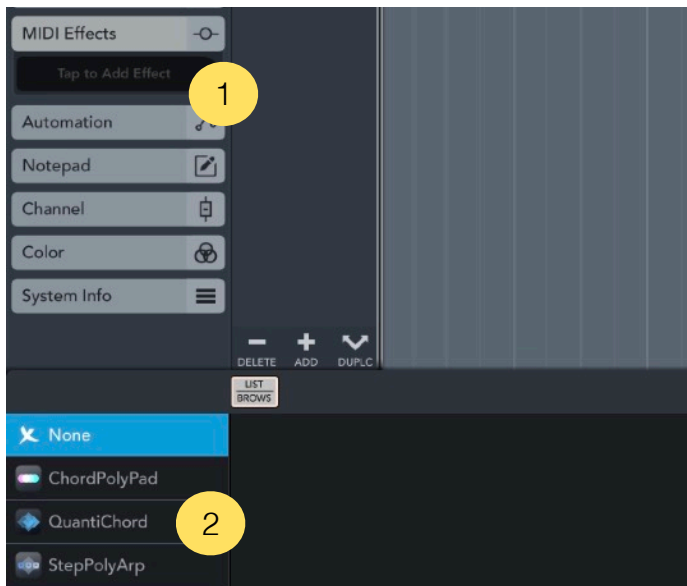 MIDI Effects
Tap to Add Effect
1
Automation
Notepad
Channel
Color
System Info
DELETE ADD DUPLC
LIST
BROWS
None
ChordPolyPad
QuantiChord
2
StepPolyArp